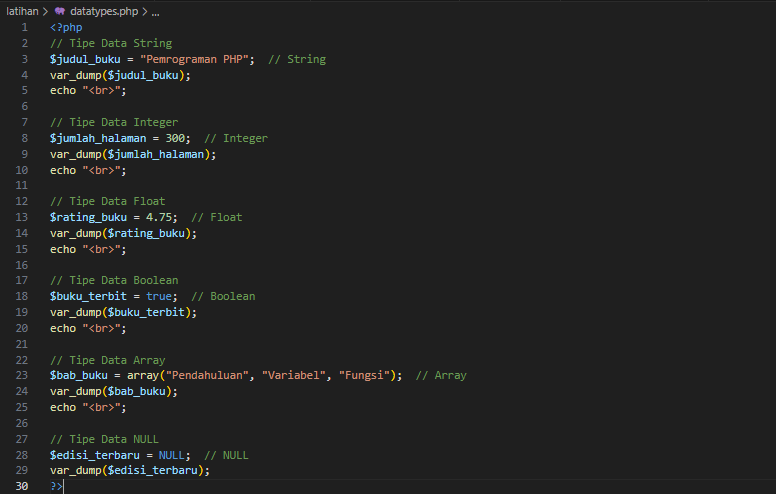 latihan > datatypes.php > ...
1 <?php
2 // Tipe Data String
3 $judul_buku = "Pemrograman PHP";  // String
4 var_dump($judul_buku);
5 echo "<br>";
6
7 // Tipe Data Integer
8 $jumlah_halaman = 300;  // Integer
9 var_dump($jumlah_halaman);
10 echo "<br>";
11
12 // Tipe Data Float
13 $rating_buku = 4.75;  // Float
14 var_dump($rating_buku);
15 echo "<br>";
16
17 // Tipe Data Boolean
18 $buku_terbit = true;  // Boolean
19 var_dump($buku_terbit);
20 echo "<br>";
21
22 // Tipe Data Array
23 $bab_buku = array("Pendahuluan", "Variabel", "Fungsi");  // Array
24 var_dump($bab_buku);
25 echo "<br>";
26
27 // Tipe Data NULL
28 $edisi_terbaru = NULL;  // NULL
29 var_dump($edisi_terbaru);
30 ?>